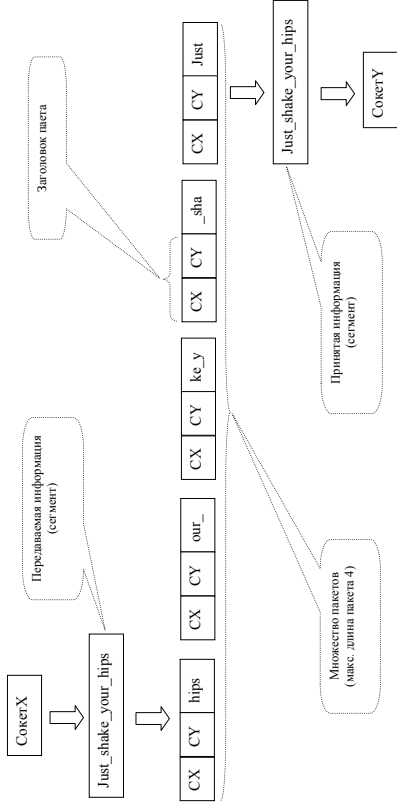 СокетX
Передаваемая информация
(сегмент)
Заголовок паета
Just_shake_your_hips
CX CY hips
CX CY our_
CX CY ke_y
CX CY _sha
CX CY Just
Множество пакетов
(макс. длина пакета 4)
Принятая информация
(сегмент)
Just_shake_your_hips
СокетY